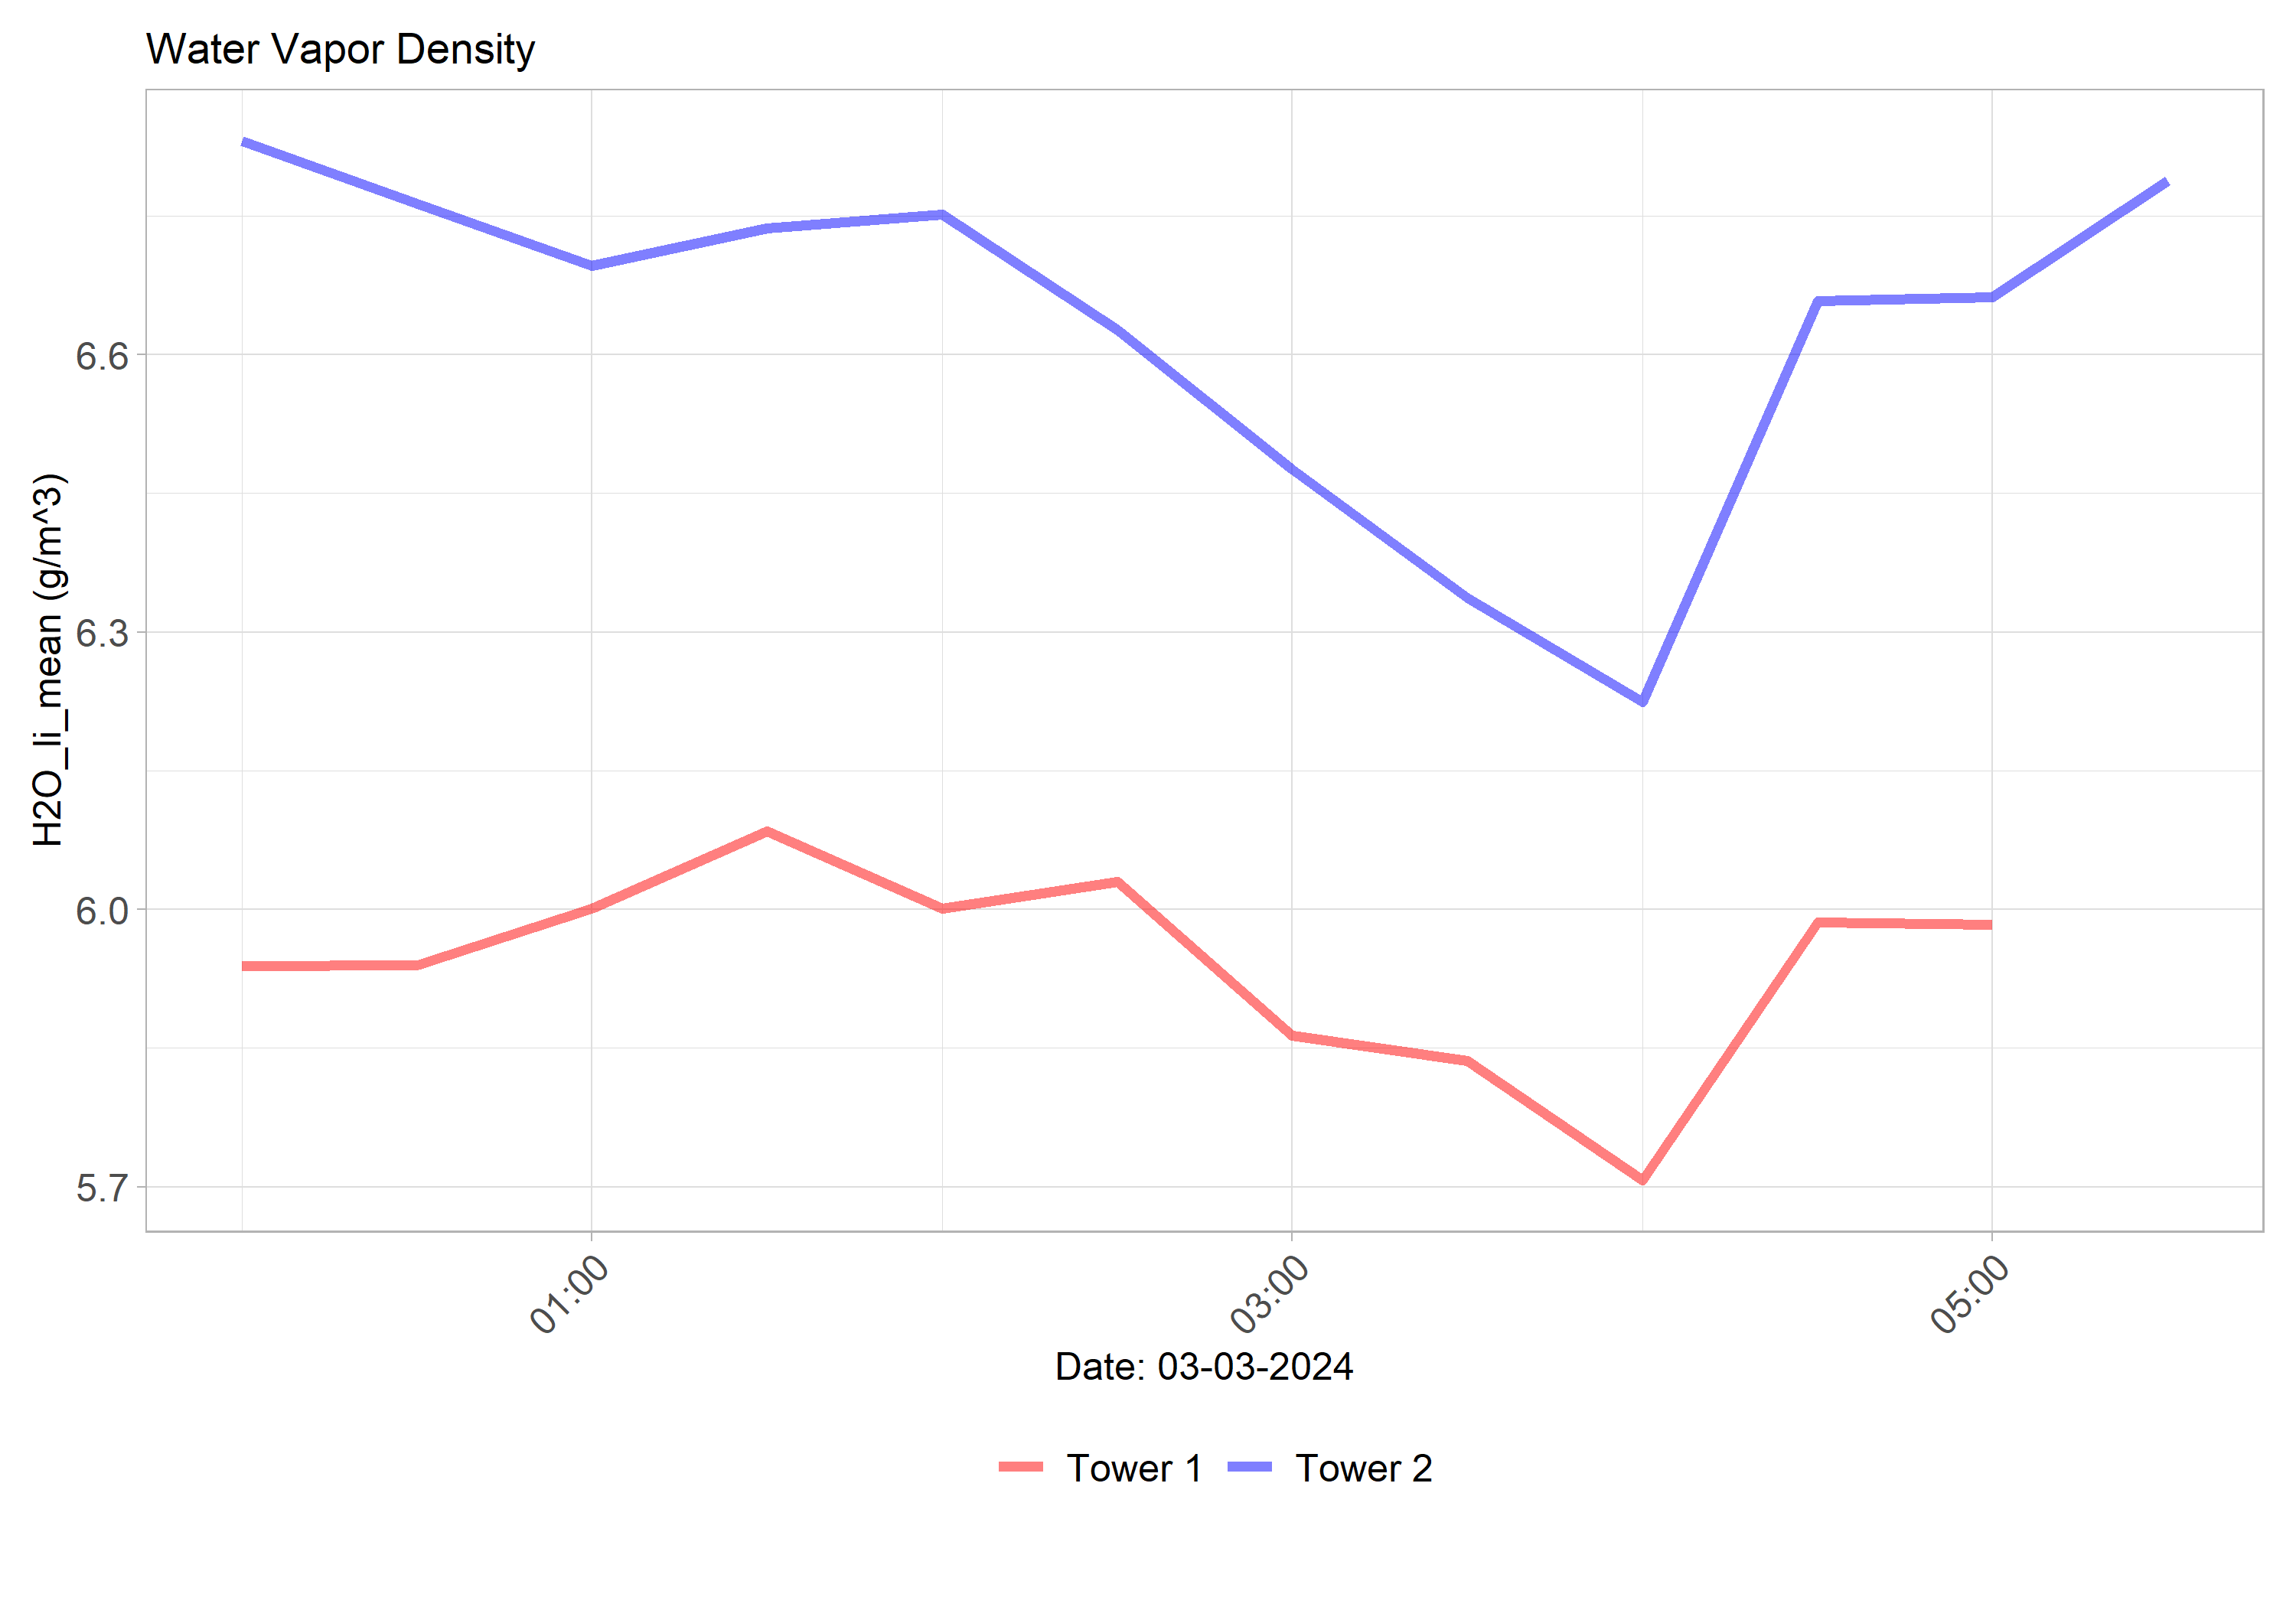 Water Vapor Density
H2O_li_mean (g/m^3)
6.6
6.3
6.0
5.7
01:00
03:00
05:00
Date: 03-03-2024
Tower 1
Tower 2